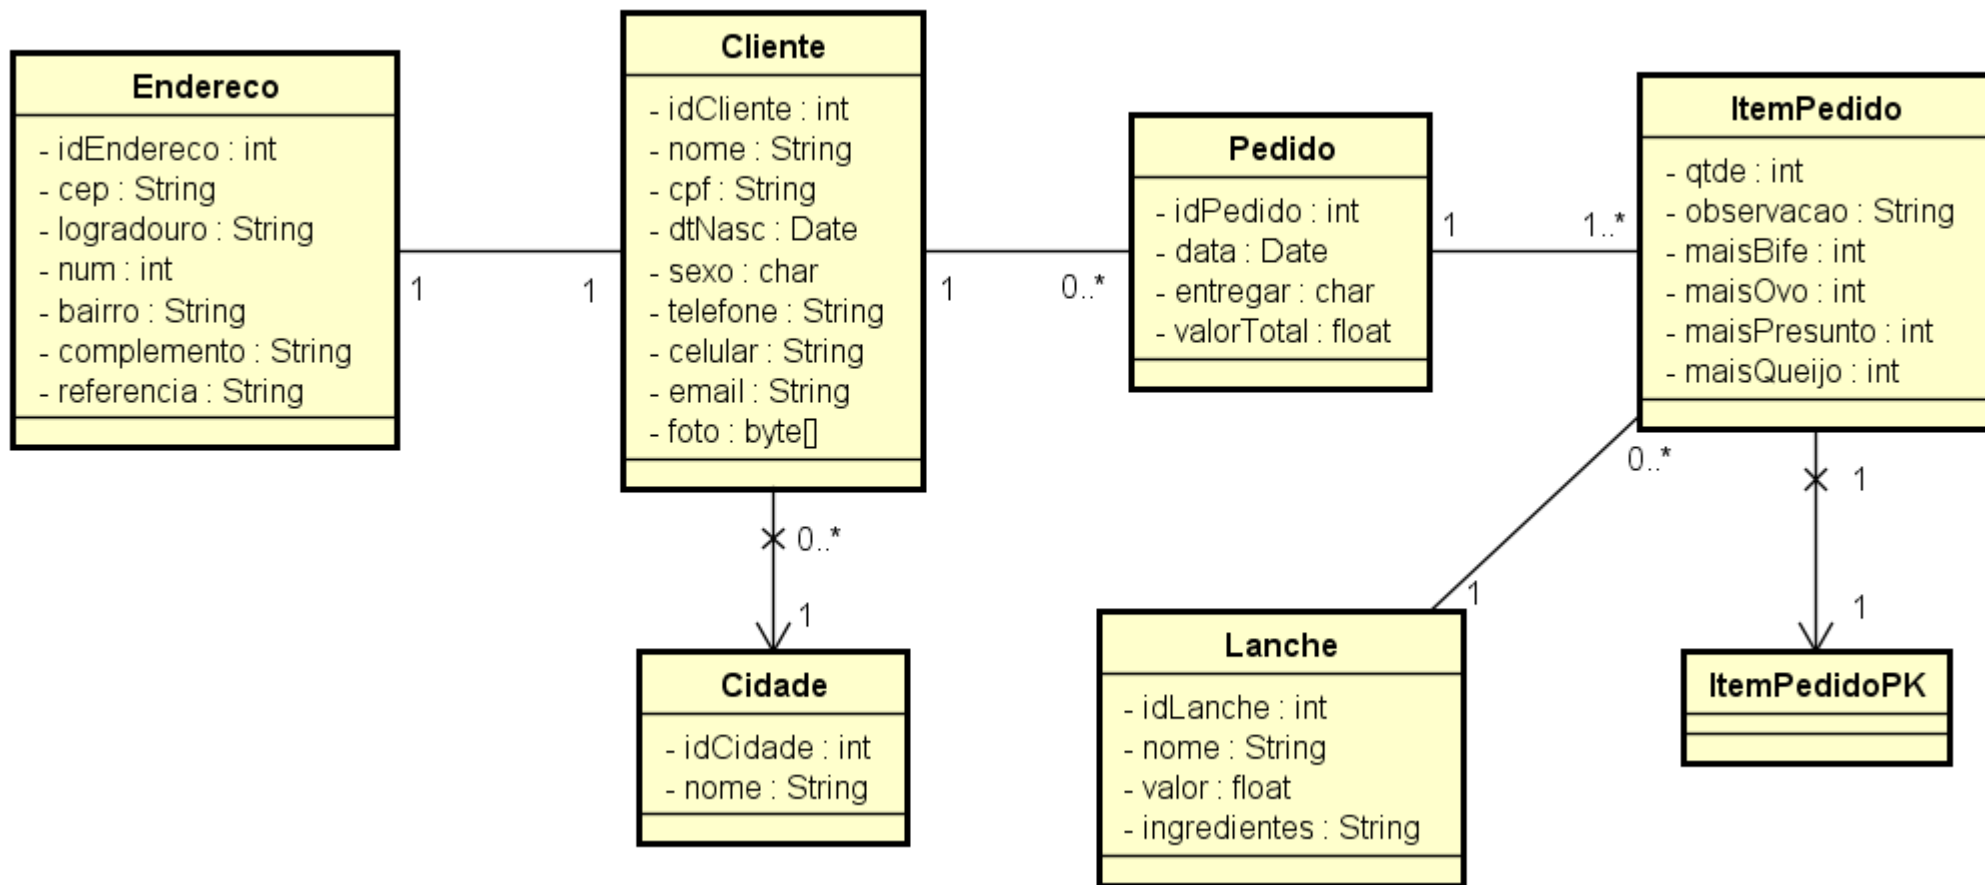 Endereco
- idEndereco : int
- cep : String
- logradouro : String
- num : int
- bairro : String
- complemento : String
- referencia : String
1
1
Cliente
- idCliente : int
- nome : String
- cpf : String
- dtNasc : Date
- sexo : char
- telefone : String
- celular : String
- email : String
- foto : byte[]
1
0..*
Pedido
- idPedido : int
- data : Date
- entregar : char
- valorTotal : float
1
1..*
ItemPedido
- qtde : int
- observacao : String
- maisBife : int
- maisOvo : int
- maisPresunto : int
- maisQueijo : int
0..*
1
Cidade
- idCidade : int
- nome : String
0..*
1
Lanche
- idLanche : int
- nome : String
- valor : float
- ingredientes : String
1
1
ItemPedidoPK